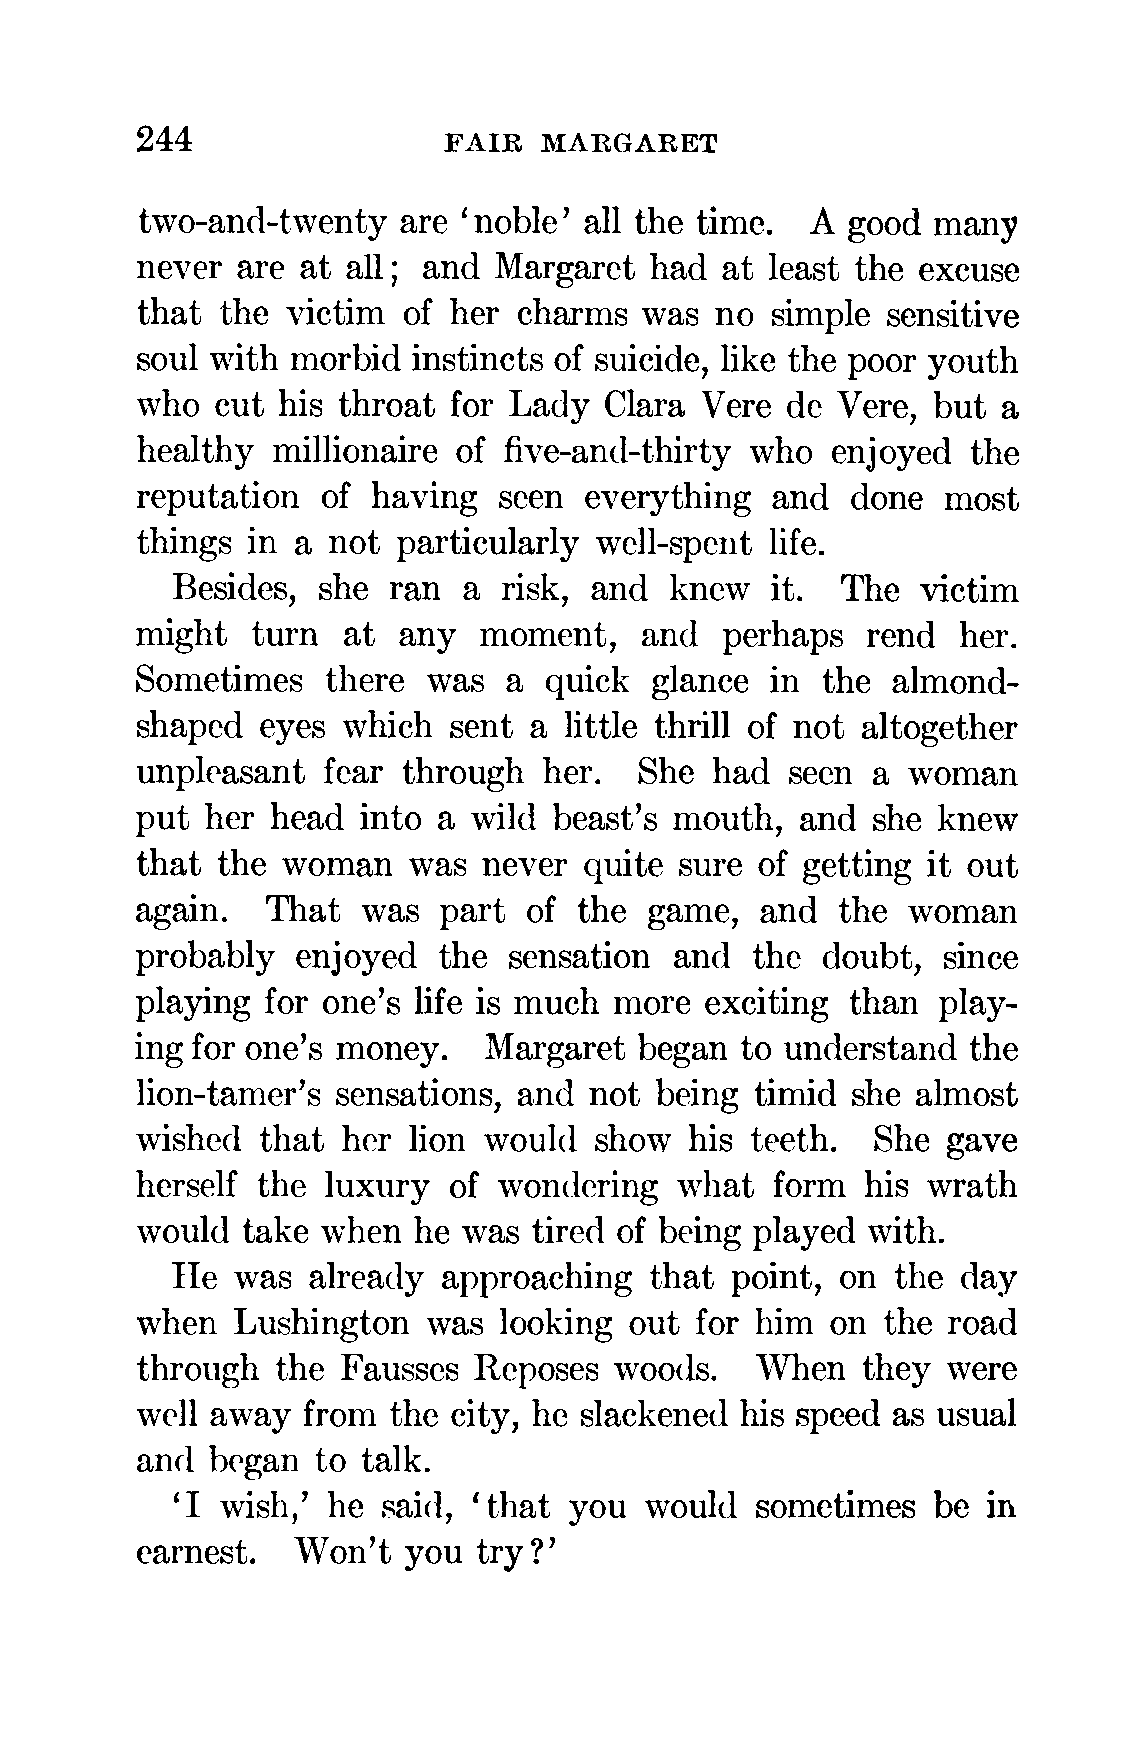 244 FAIR MARGARET
two-and-twenty are ‘noble’ all the time. A good many
never are at all; and Margaret had at least the excuse
that the victim of her charms was no simple sensitive
soul with morbid instincts of suicide, like the poor youth
who cut his throat for Lady Clara Vere de Vere, but a
healthy millionaire of five-and-thirty who enjoyed the
reputation of having seen everything and done most
things in a not particularly well-spent life.
Besides, she ran a risk, and knew it. The victim
might turn at any moment, and perhaps rend her.
Sometimes there was a quick glance in the almond-
shaped eyes which sent a little thrill of not altogether
unpleasant fear through her. She had seen a woman
put her head into a wild beast’s mouth, and she knew
that the woman was never quite sure of getting it out
again. That was part of the game, and the woman
probably enjoyed the sensation and the doubt, since
playing for one’s life is much more exciting than play-
ing for one’s money. Margaret began to understand the
lion-tamer’s sensations, and not being timid she almost
wished that her lion would show his teeth. She gave
herself the luxury of wondering what form his wrath
would take when he was tired of being played with.
He was already approaching that point, on the day
when Lushington was looking out for him on the road
through the Fausses Reposes woods. When they were
well away from the city, he slackened his speed as usual
and began to talk.
‘I wish,’ he said, ‘that you would sometimes be in
earnest. Won’t you try?’